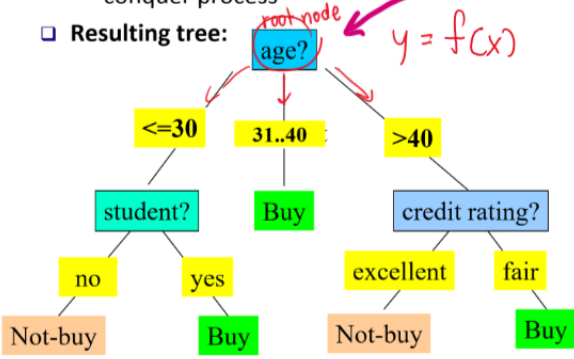 conquer process
root node
❑ Resulting tree:
age?
y = f(x)
<=30
31..40
>40
student?
Buy
credit rating?
no
yes
excellent
fair
Not-buy
Buy
Not-buy
Buy